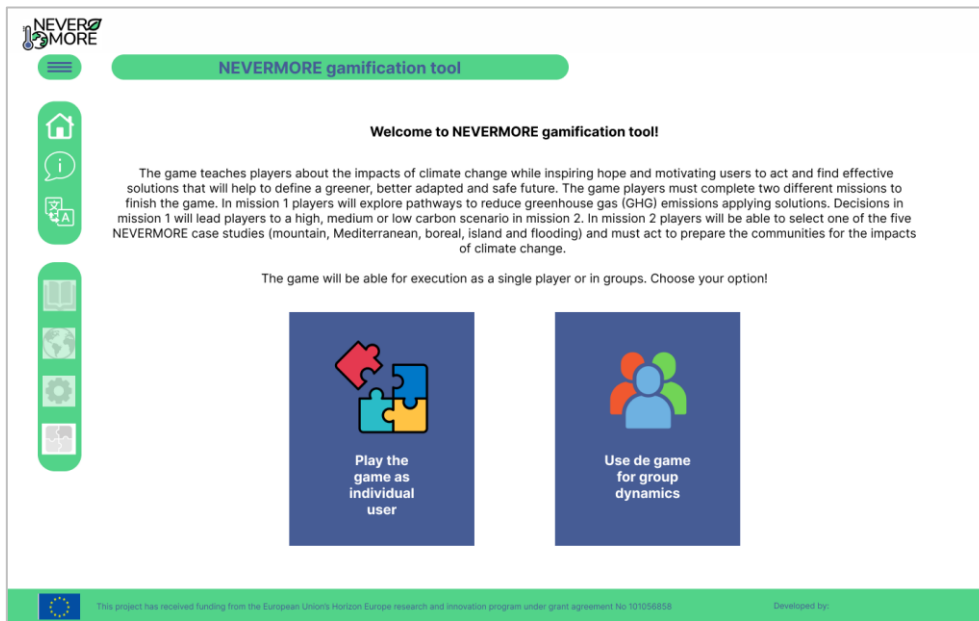 NEVER
MORE
NEVERMORE gamification tool
Welcome to NEVERMORE gamification tool!
The game teaches players about the impacts of climate change while inspiring hope and motivating users to act and find effective
solutions that will help to define a greener, better adapted and safe future. The game players must complete two different missions to
finish the game. In mission 1 players will explore pathways to reduce greenhouse gas (GHG) emissions applying solutions. Decisions in
mission 1 will lead players to a high, medium or low carbon scenario in mission 2. In mission 2 players will be able to select one of the five
NEVERMORE case studies (mountain, Mediterranean, boreal, island and flooding) and must act to prepare the communities for the impacts
of climate change.
The game will be able for execution as a single player or in groups. Choose your option!
Play the
game as
individual
user
Use de game
for group
dynamics
This project has received funding from the European Union's Horizon Europe research and innovation program under grant agreement No 101056858
Developed by: